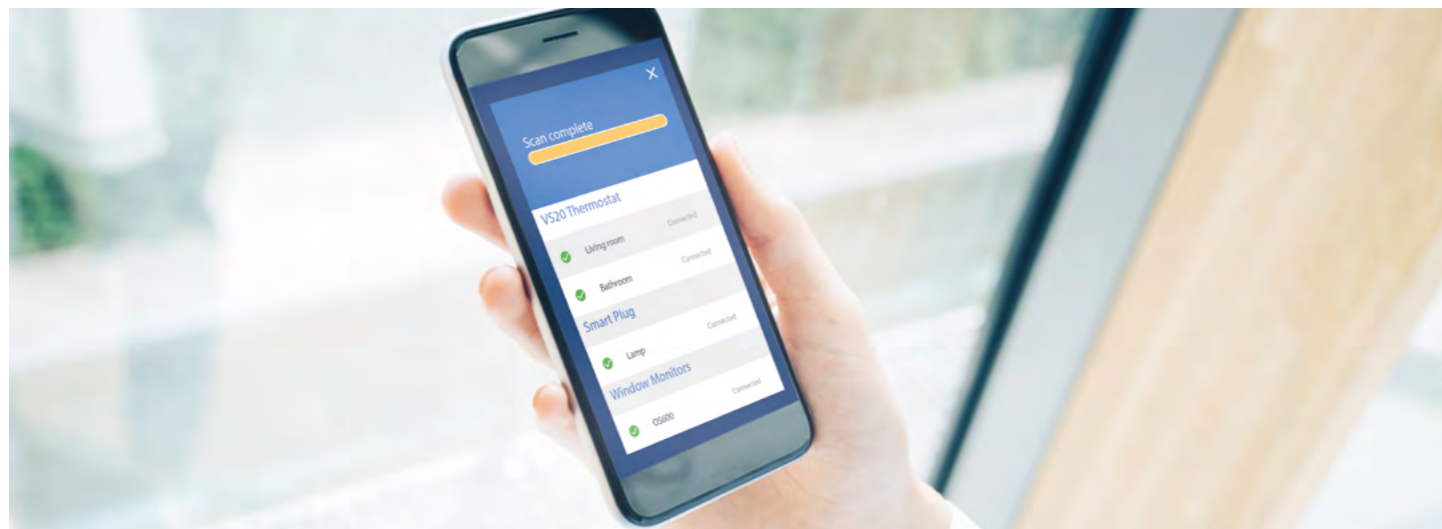 X
Scan complete
VS20 Thermostat
Living room Connected
Bathroom Connected
Smart Plug
Lamp Connected
Window Monitors
OS600 Connected